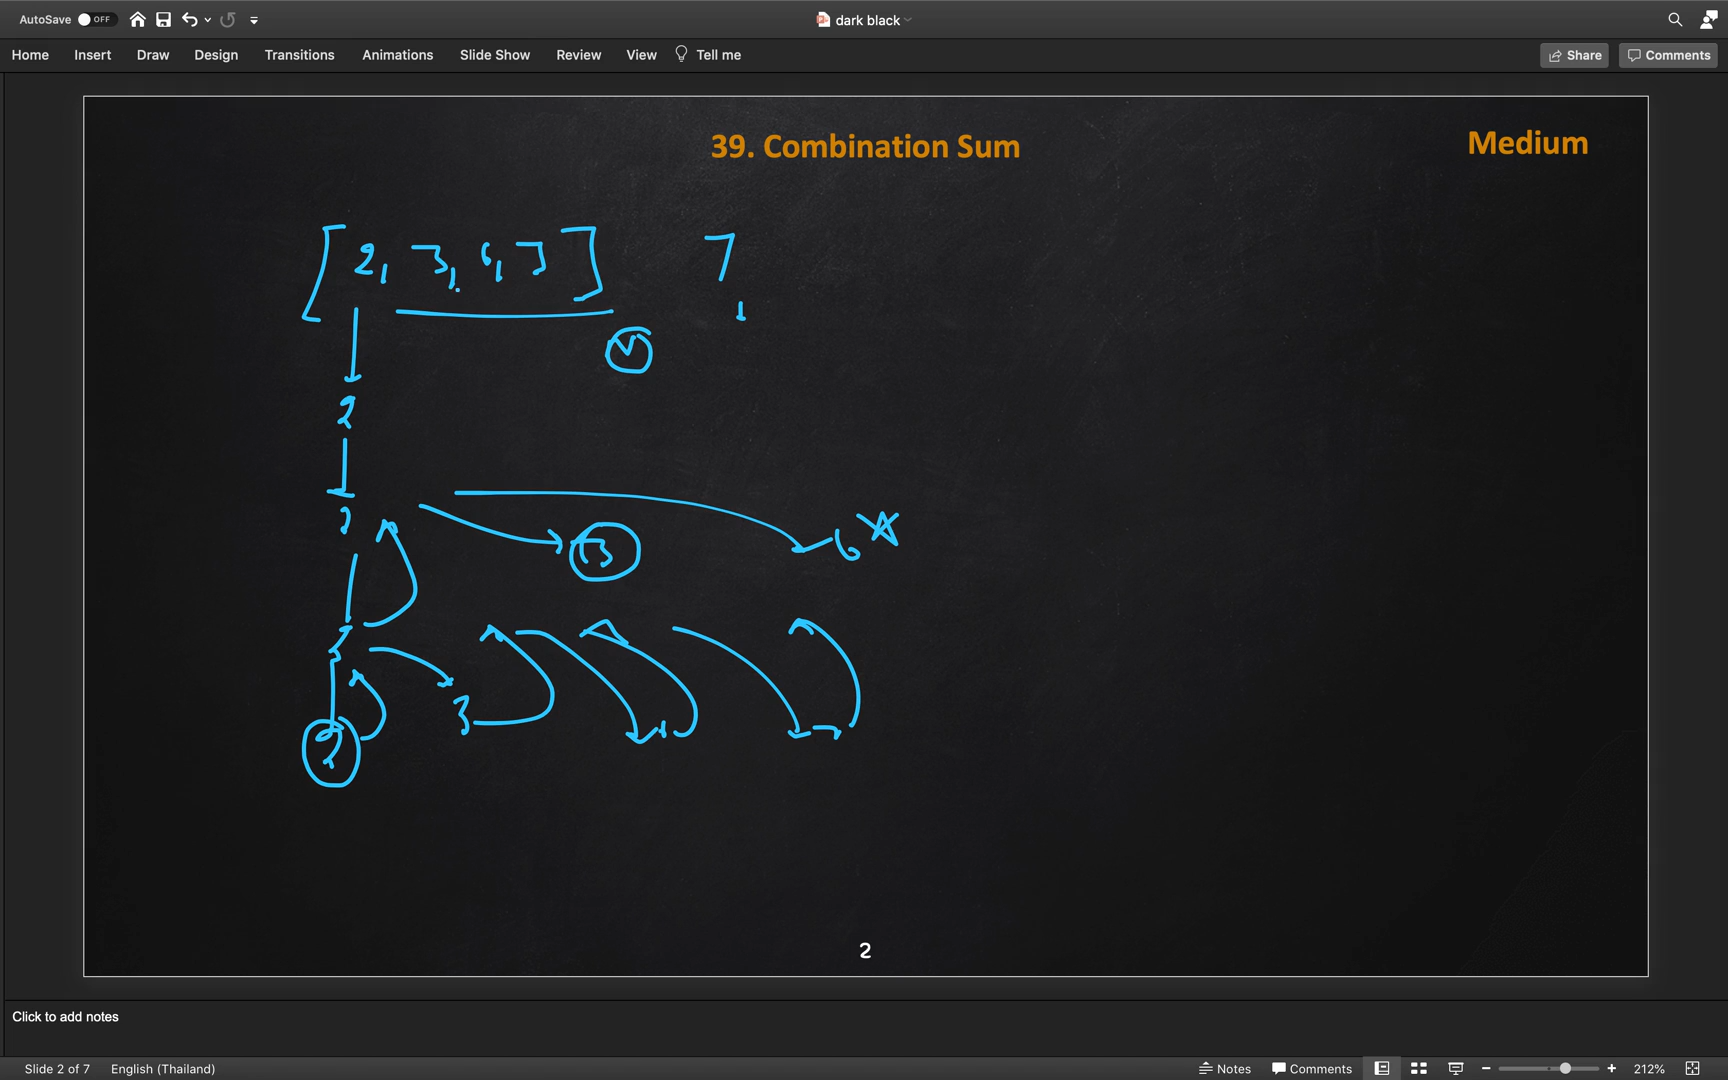 AutoSave OFF dark black
Home Insert Draw Design Transitions Animations Slide Show Review View Tell me Share Comments
39. Combination Sum Medium
[2, 3, 6, 7] 7
2
2
3 6
2
3
2
2
Click to add notes
Slide 2 of 7 English (Thailand) Notes Comments 212%